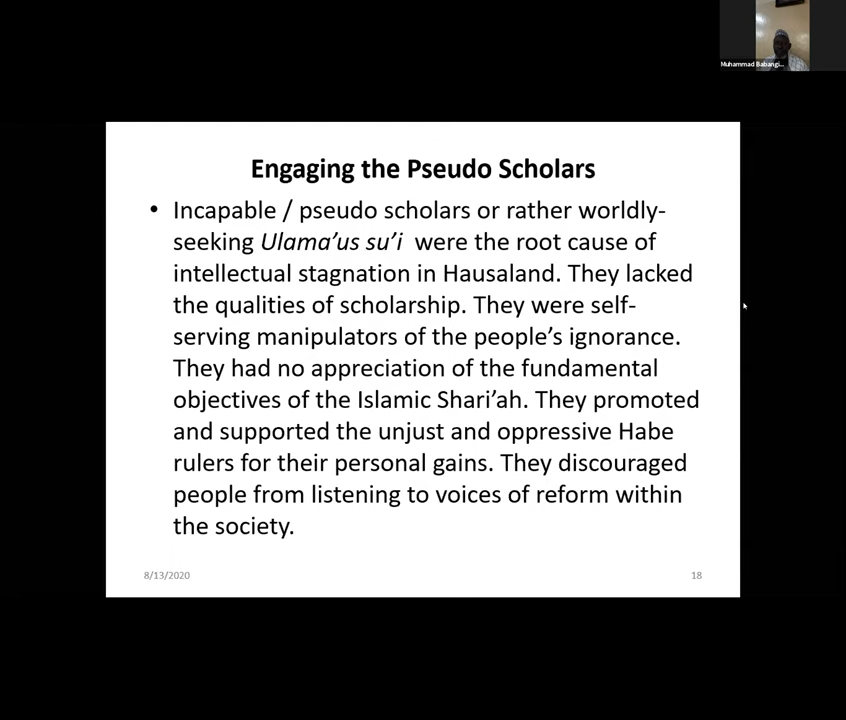 Muhammad Babangi...
Engaging the Pseudo Scholars
• Incapable / pseudo scholars or rather worldly-
seeking Ulama’us su’i were the root cause of
intellectual stagnation in Hausaland. They lacked
the qualities of scholarship. They were self-
serving manipulators of the people’s ignorance.
They had no appreciation of the fundamental
objectives of the Islamic Shari’ah. They promoted
and supported the unjust and oppressive Habe
rulers for their personal gains. They discouraged
people from listening to voices of reform within
the society.
8/13/2020 18